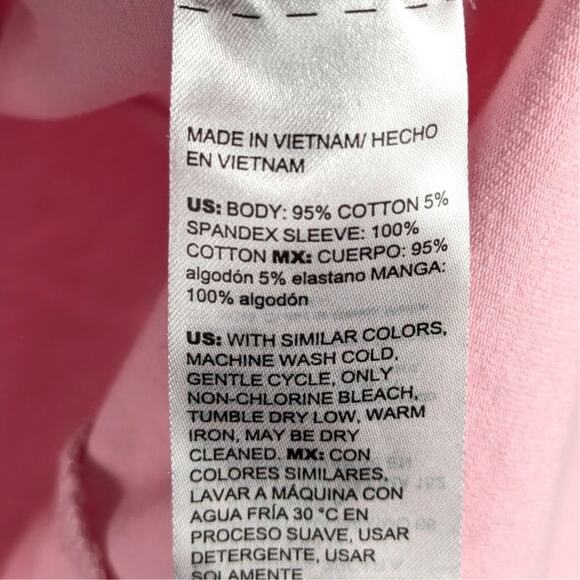 MADE IN VIETNAM/ HECHO
EN VIETNAM
US: BODY: 95% COTTON 5%
SPANDEX SLEEVE: 100%
COTTON MX: CUERPO: 95%
algodón 5% elastano MANGA:
100% algodón
US: WITH SIMILAR COLORS,
MACHINE WASH COLD,
GENTLE CYCLE, ONLY
NON-CHLORINE BLEACH,
TUMBLE DRY LOW, WARM
IRON, MAY BE DRY
CLEANED. MX: CON
COLORES SIMILARES,
LAVAR A MÁQUINA CON
AGUA FRÍA 30 °C EN
PROCESO SUAVE, USAR
DETERGENTE, USAR
SOLAMENTE